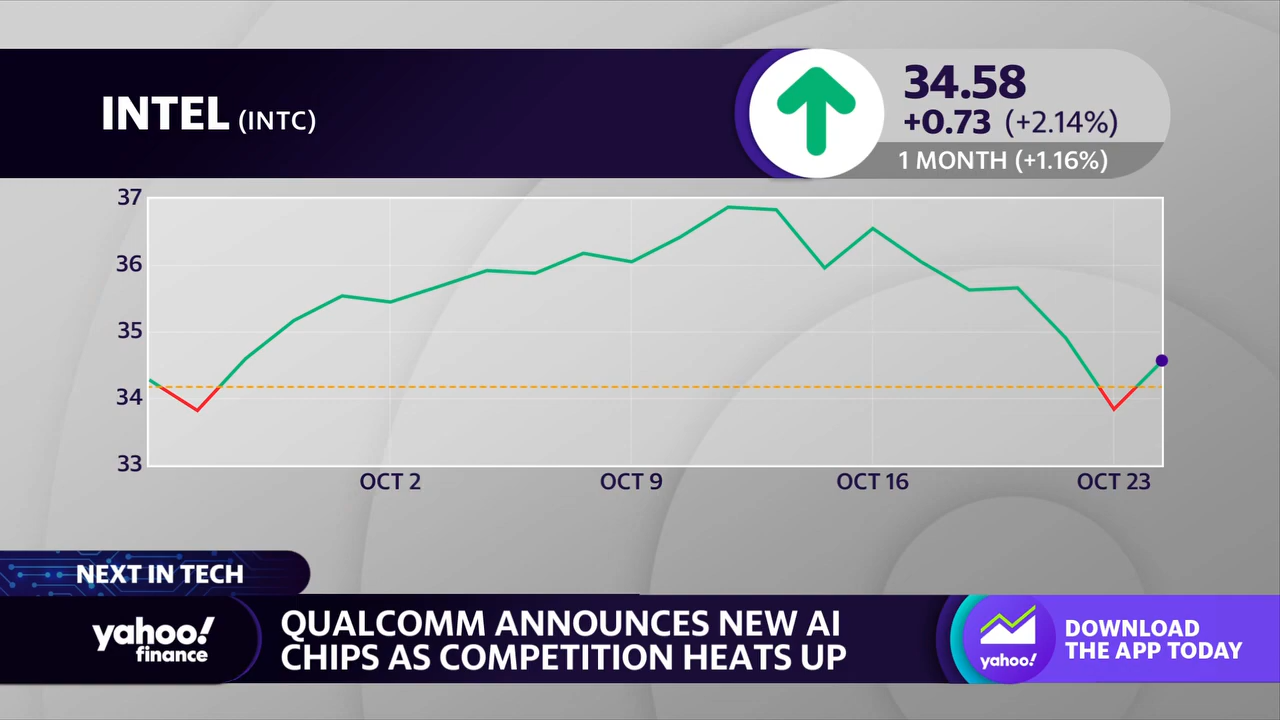 INTEL (INTC)
34.58
+0.73 (+2.14%)
1 MONTH (+1.16%)
37
36
35
34
33
OCT 2
OCT 9
OCT 16
OCT 23
NEXT IN TECH
yahoo!
finance
QUALCOMM ANNOUNCES NEW AI
CHIPS AS COMPETITION HEATS UP
yahoo!
DOWNLOAD
THE APP TODAY